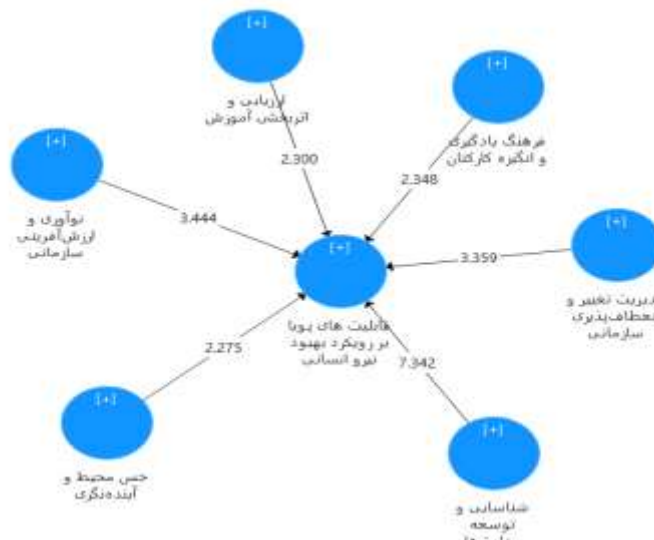 [+]
ارزیابی و
اثربخشی آموزش
[+]
فرهنگ یادگیری
و انگیزه کارکنان
[+]
نوآوری و
ارزش‌آفرینی
سازمانی
2.300
2.348
3.444
3.359
[+]
مدیریت تغییر و
انعطاف‌پذیری
سازمانی
[+]
قابلیت های پویا
بر رویکرد بهبود
نیرو انسانی
2.275
7.342
[+]
حس محیط و
آینده‌نگری
[+]
شناسایی و
توسعه